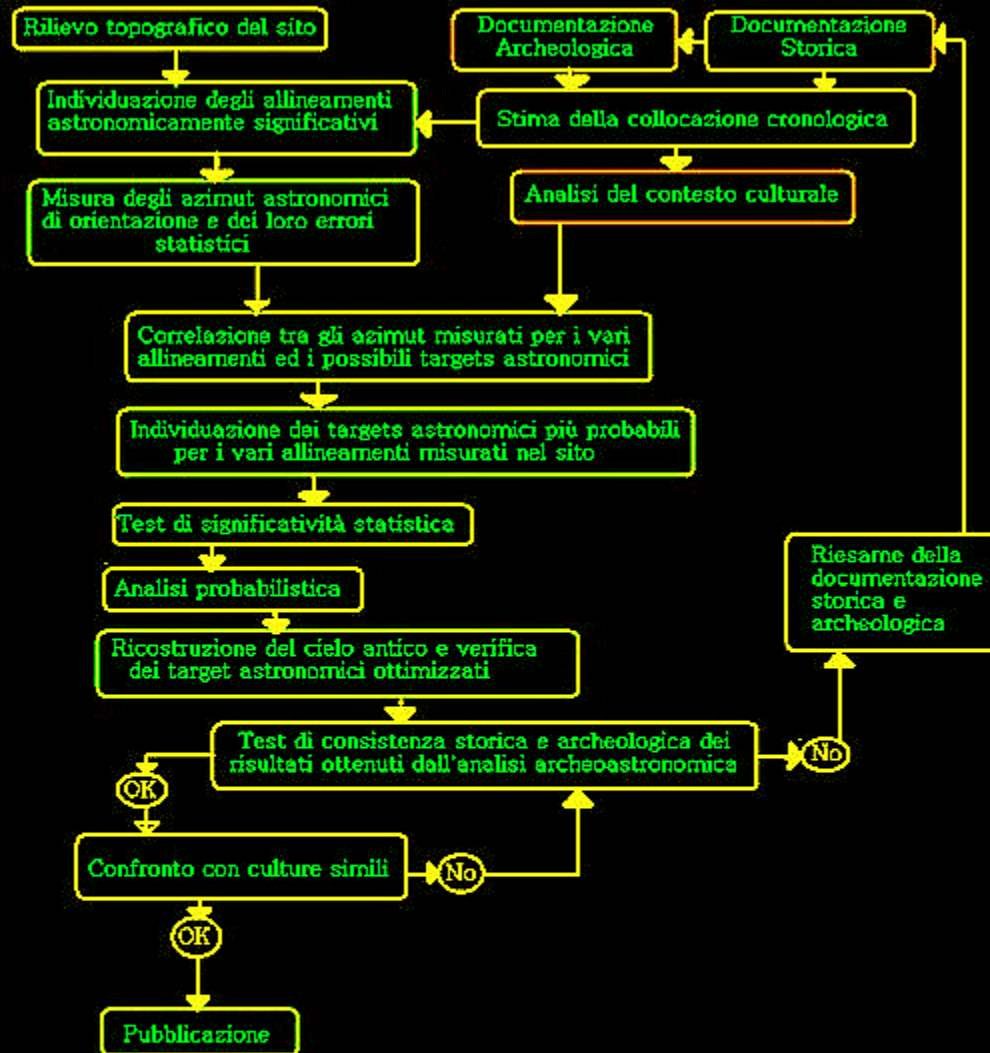 Rilievo topografico del sito
Documentazione
Archeologica
Documentazione
Storica
Individuazione degli allineamenti
astronomicamente significativi
Stima della collocazione cronologica
Misura degli azimut astronomici
di orientazione e dei loro errori
statistici
Analisi del contesto culturale
Correlazione tra gli azimut misurati per i vari
allineamenti ed i possibili targets astronomici
Individuazione dei targets astronomici più probabili
per i vari allineamenti misurati nel sito
Test di significatività statistica
Analisi probabilistica
Riesame della
documentazione
storica e
archeologica
Ricostruzione del cielo antico e verifica
dei target astronomici ottimizzati
Test di consistenza storica e archeologica dei
risultati ottenuti dall'analisi archeoastronomica
No
OK
Confronto con culture simili
No
OK
Pubblicazione